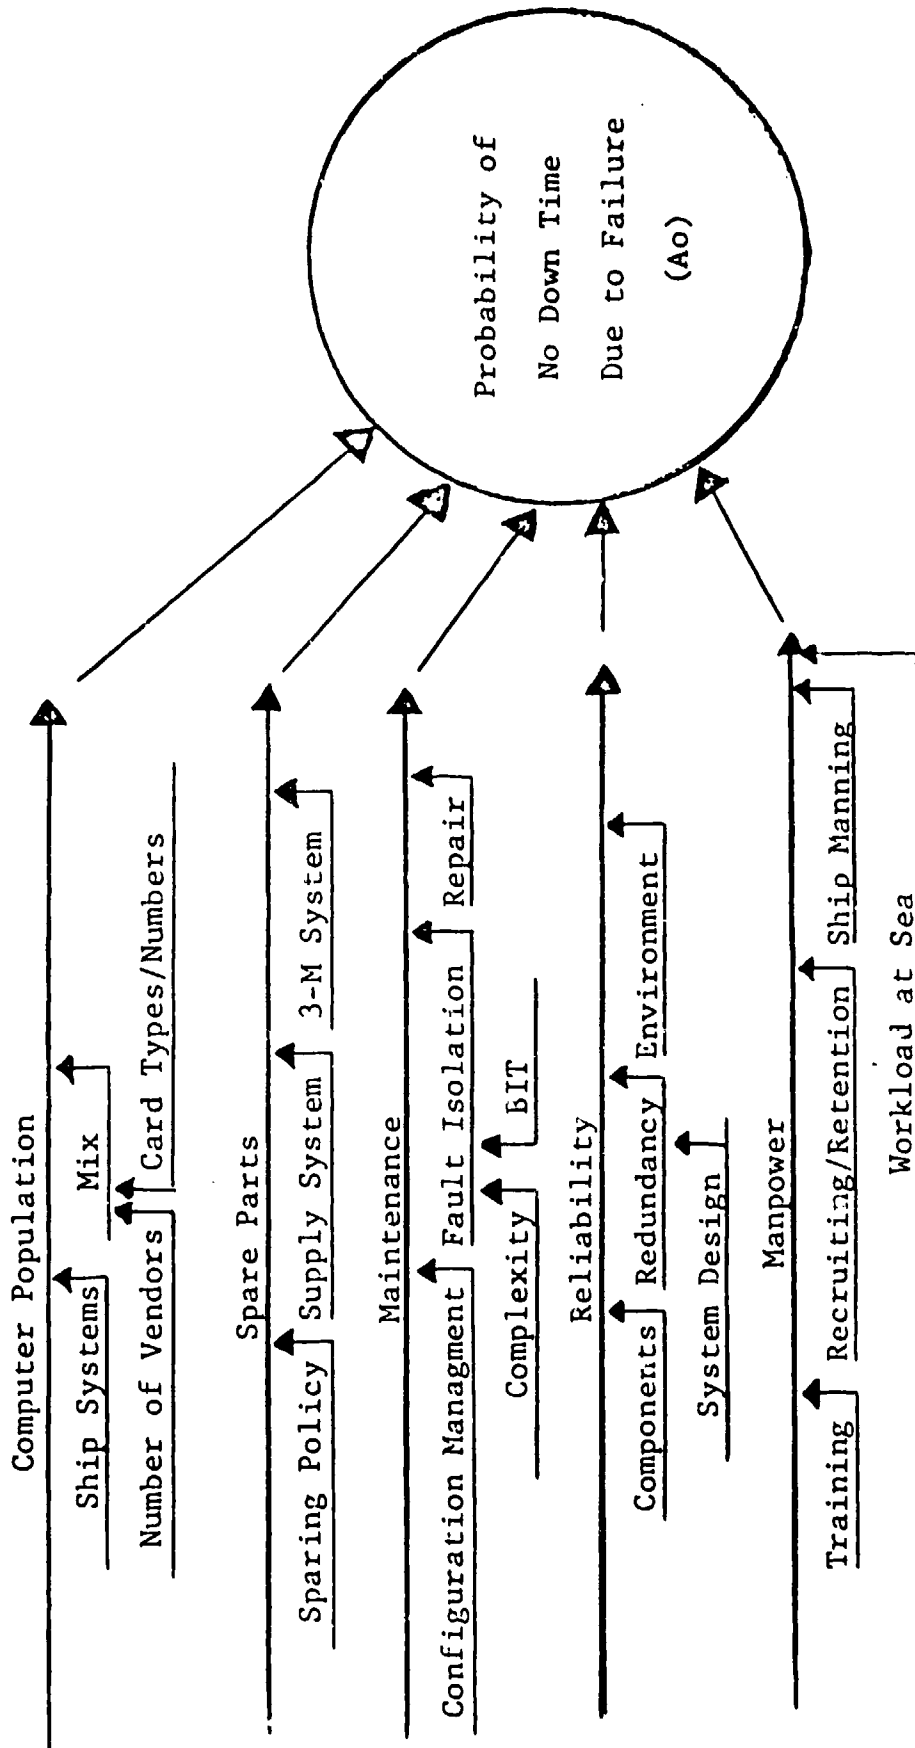 Computer Population
Ship Systems
Mix
Number of Vendors
Card Types/Numbers
Spare Parts
Sparing Policy
Supply System
3-M System
Maintenance
Configuration Managment
Fault Isolation
Repair
Complexity
BIT
Reliability
Components
Redundancy
Environment
System Design
Manpower
Training
Recruiting/Retention
Ship Manning
Workload at Sea
Probability of
No Down Time
Due to Failure
(Ao)